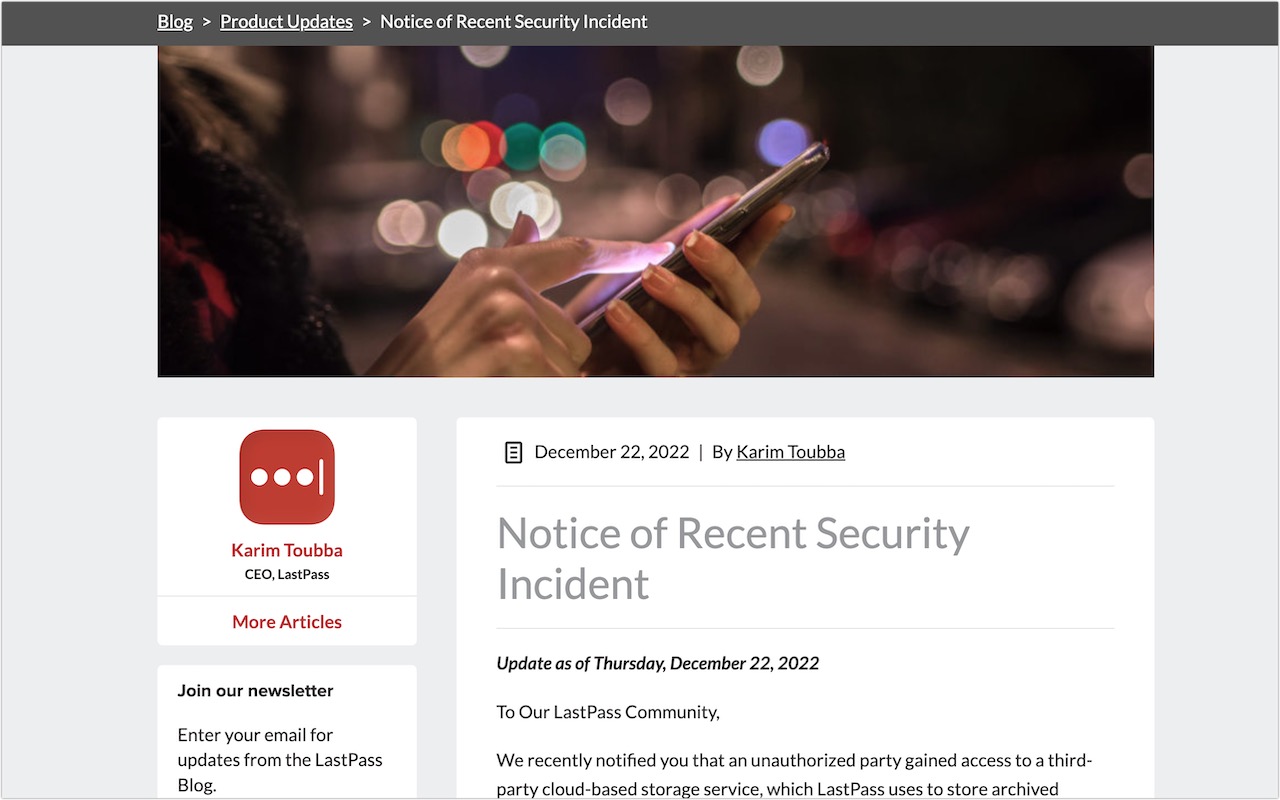 Blog > Product Updates > Notice of Recent Security Incident
Karim Toubba
CEO, LastPass
More Articles
Join our newsletter
Enter your email for
updates from the LastPass
Blog.
December 22, 2022 | By Karim Toubba
Notice of Recent Security
Incident
Update as of Thursday, December 22, 2022
To Our LastPass Community,
We recently notified you that an unauthorized party gained access to a third-
party cloud-based storage service, which LastPass uses to store archived